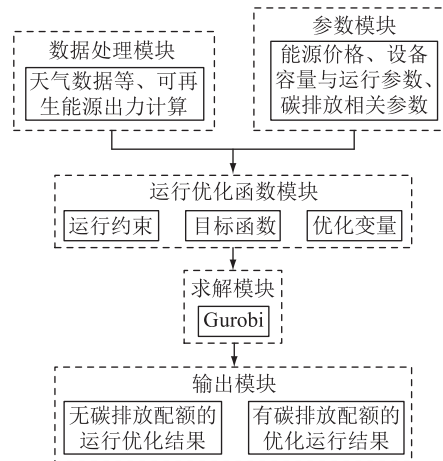 数据处理模块
天气数据等、可再
生能源出力计算
参数模块
能源价格、设备
容量与运行参数、
碳排放相关参数
运行优化函数模块
运行约束
目标函数
优化变量
求解模块
Gurobi
输出模块
无碳排放配额的
运行优化结果
有碳排放配额的
优化运行结果